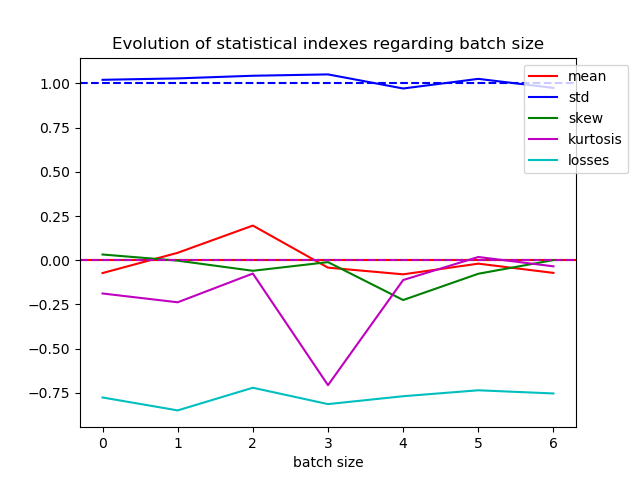 Evolution of statistical indexes regarding batch size
1.00
0.75
0.50
0.25
0.00
−0.25
−0.50
−0.75
0 1 2 3 4 5 6
batch size
mean
std
skew
kurtosis
losses